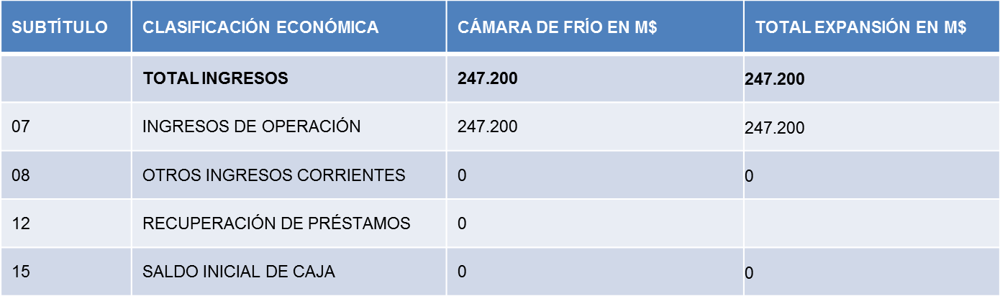 SUBTÍTULO CLASIFICACIÓN ECONÓMICA CÁMARA DE FRÍO EN M$ TOTAL EXPANSIÓN EN M$
TOTAL INGRESOS 247.200 247.200
07 INGRESOS DE OPERACIÓN 247.200 247.200
08 OTROS INGRESOS CORRIENTES 0 0
12 RECUPERACIÓN DE PRÉSTAMOS 0
15 SALDO INICIAL DE CAJA 0 0